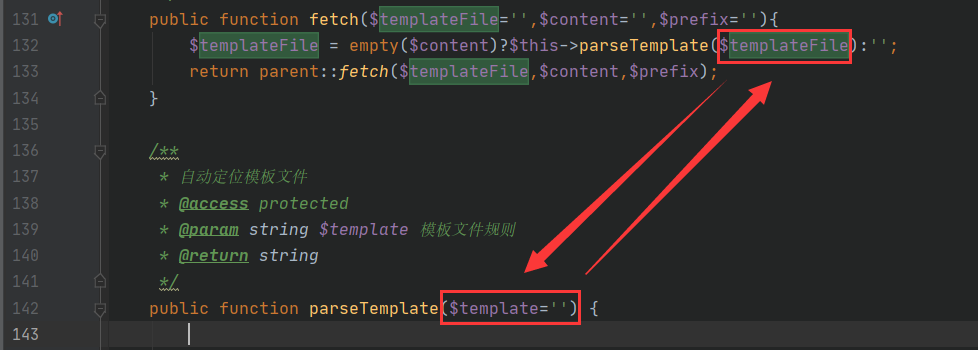 131 public function fetch($templateFile='',$content='',$prefix=''){
132 $templateFile = empty($content)?$this->parseTemplate($templateFile):'';
133 return parent::fetch($templateFile,$content,$prefix);
134 }
135
136 /**
137 * 自动定位模板文件
138 * @access protected
139 * @param string $template 模板文件规则
140 * @return string
141 */
142 public function parseTemplate($template='') {
143